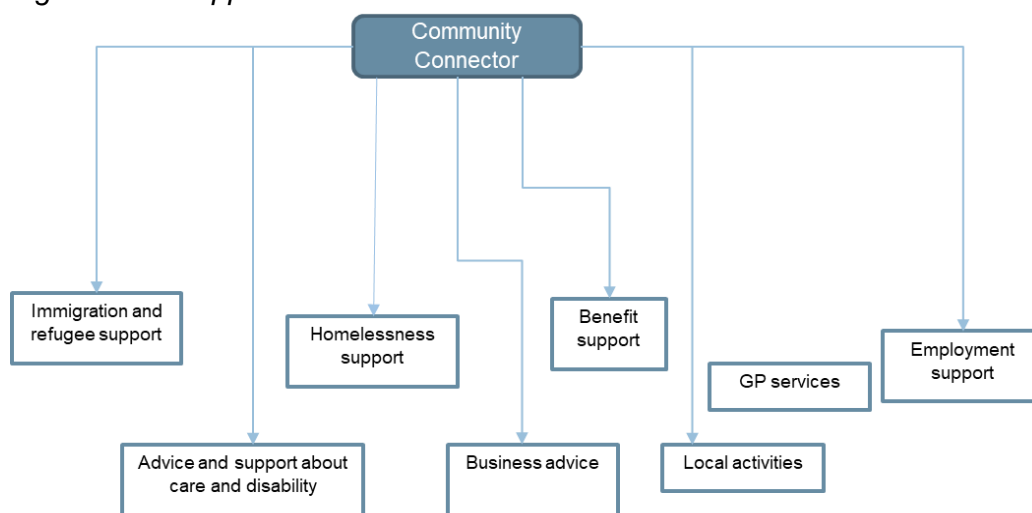 Community
Connector
Immigration and
refugee support
Homelessness
support
Benefit
support
GP services
Employment
support
Advice and support about
care and disability
Business advice
Local activities